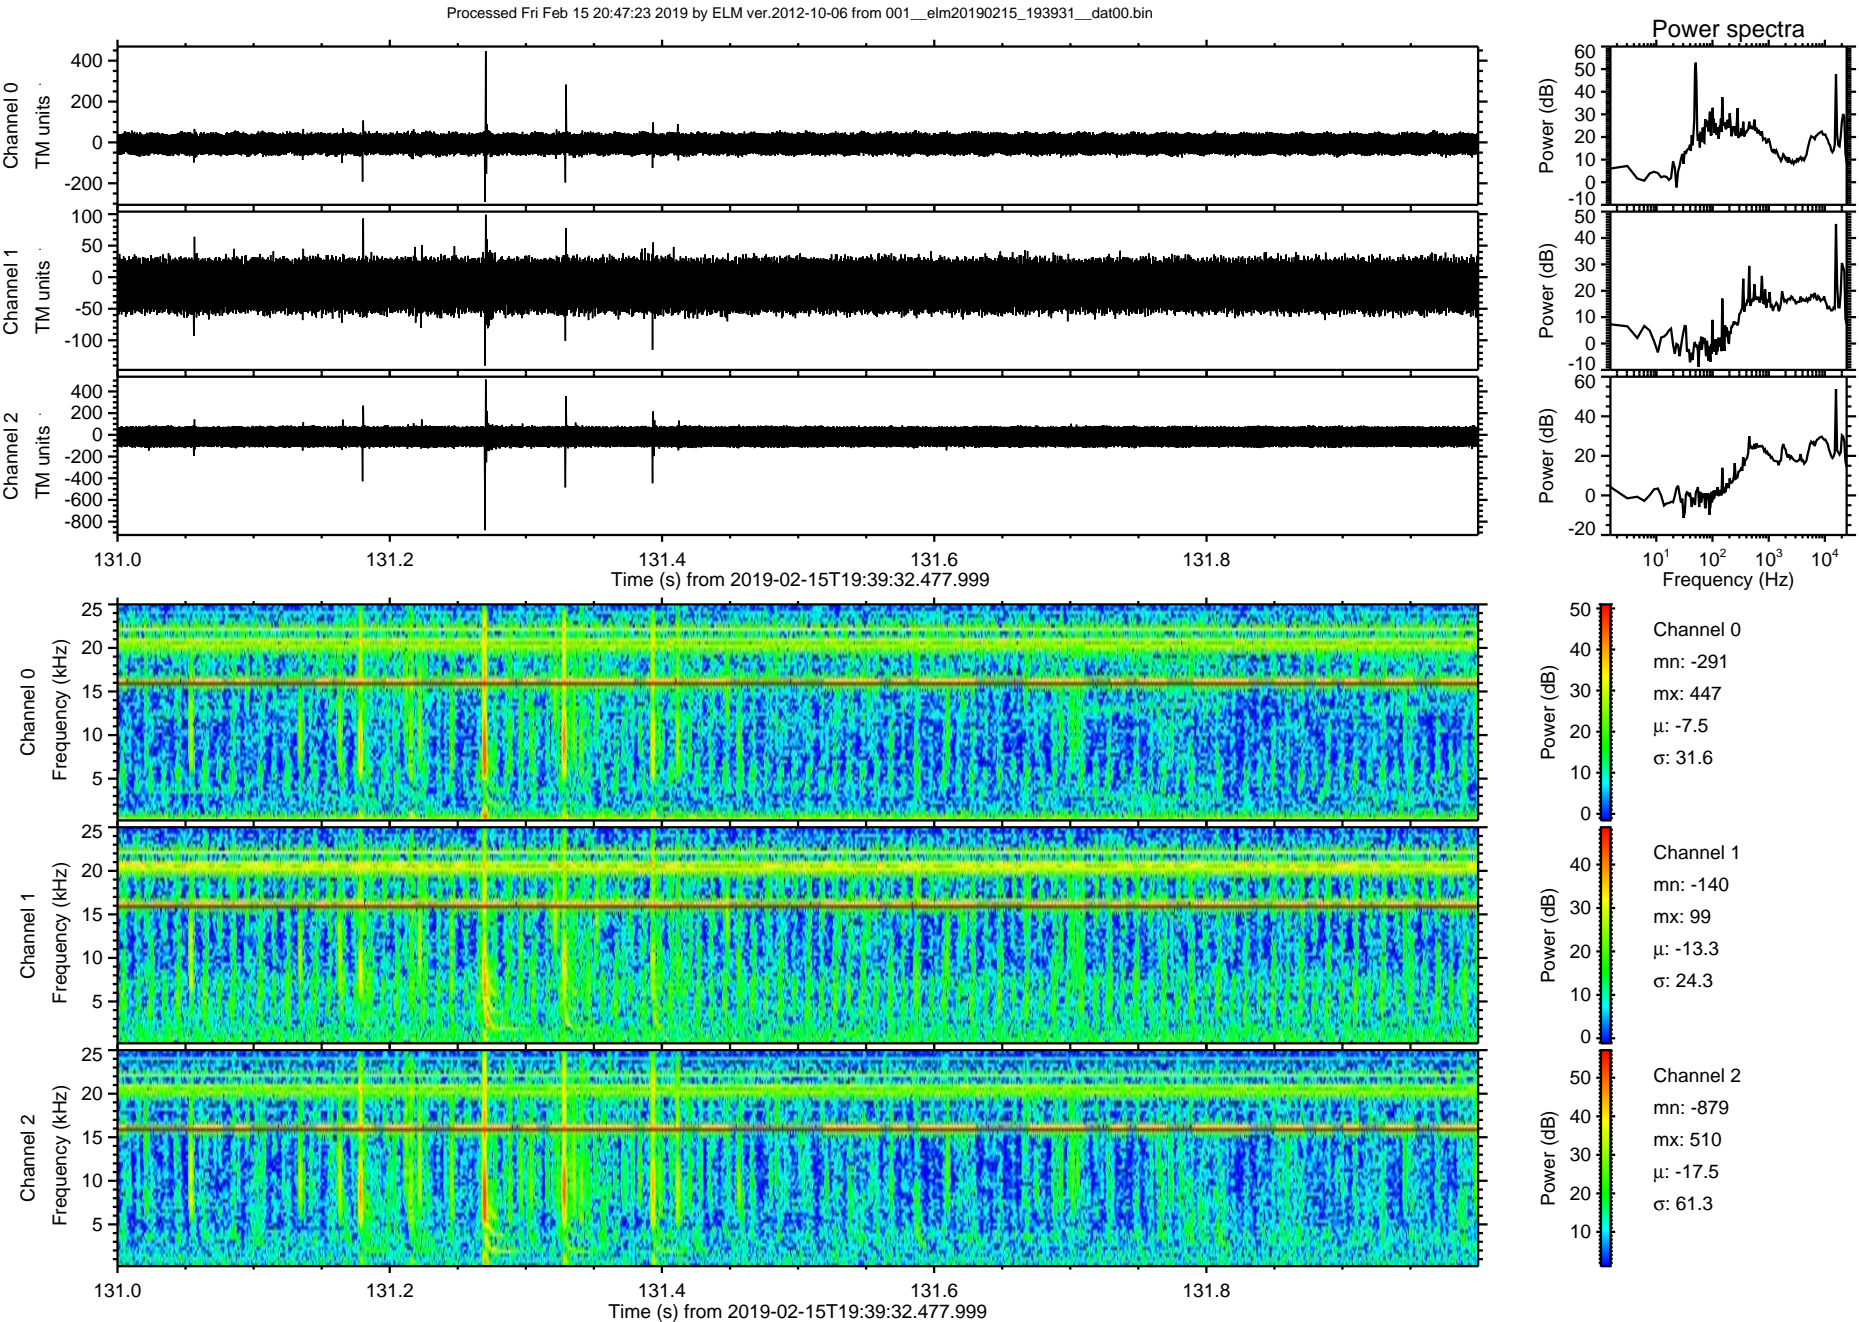 Processed Fri Feb 15 20:47:23 2019 by ELM ver.2012-10-06 from 001__elm20190215_193931__dat00.bin
Power spectra
Channel 0
TM units
400
200
0
-200
Power (dB)
60
50
40
30
20
10
0
-10
Channel 1
TM units
100
50
0
-50
-100
Power (dB)
50
40
30
20
10
0
-10
Channel 2
TM units
400
200
0
-200
-400
-600
-800
Power (dB)
60
40
20
0
-20
131.0 131.2 131.4 131.6 131.8
Time (s) from 2019-02-15T19:39:32.477.999
10¹ 10² 10³ 10⁴
Frequency (Hz)
Channel 0
Frequency (kHz)
25
20
15
10
5
Power (dB)
50
40
30
20
10
0
Channel 0
mn: -291
mx: 447
μ: -7.5
σ: 31.6
Channel 1
Frequency (kHz)
25
20
15
10
5
Power (dB)
40
30
20
10
0
Channel 1
mn: -140
mx: 99
μ: -13.3
σ: 24.3
Channel 2
Frequency (kHz)
25
20
15
10
5
Power (dB)
50
40
30
20
10
Channel 2
mn: -879
mx: 510
μ: -17.5
σ: 61.3
131.0 131.2 131.4 131.6 131.8
Time (s) from 2019-02-15T19:39:32.477.999